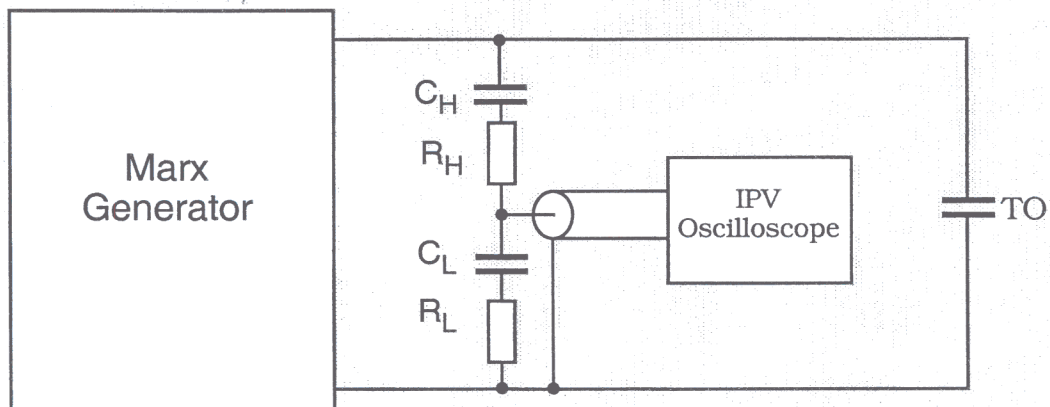 Marx
Generator
C_H
R_H
C_L
R_L
IPV
Oscilloscope
TO